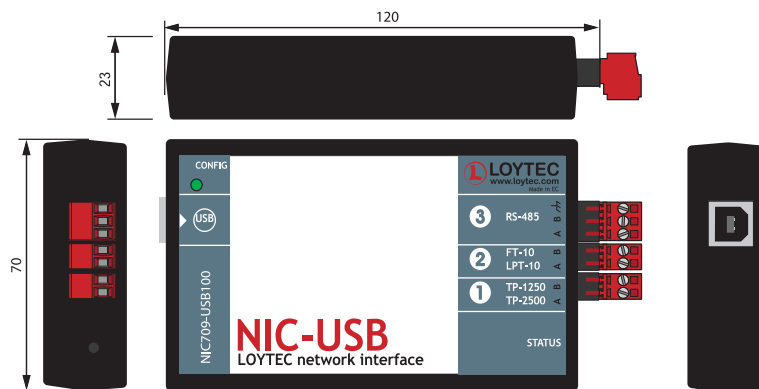 120
23
70
CONFIG
USB
NIC709-USB100
NIC-USB
LOYTEC network interface
L LOYTEC
www.loytec.com
Made in EC
3 RS-485 A B
2 FT-10 B
LPT-10 A
1 TP-1250 B
TP-2500 A
STATUS